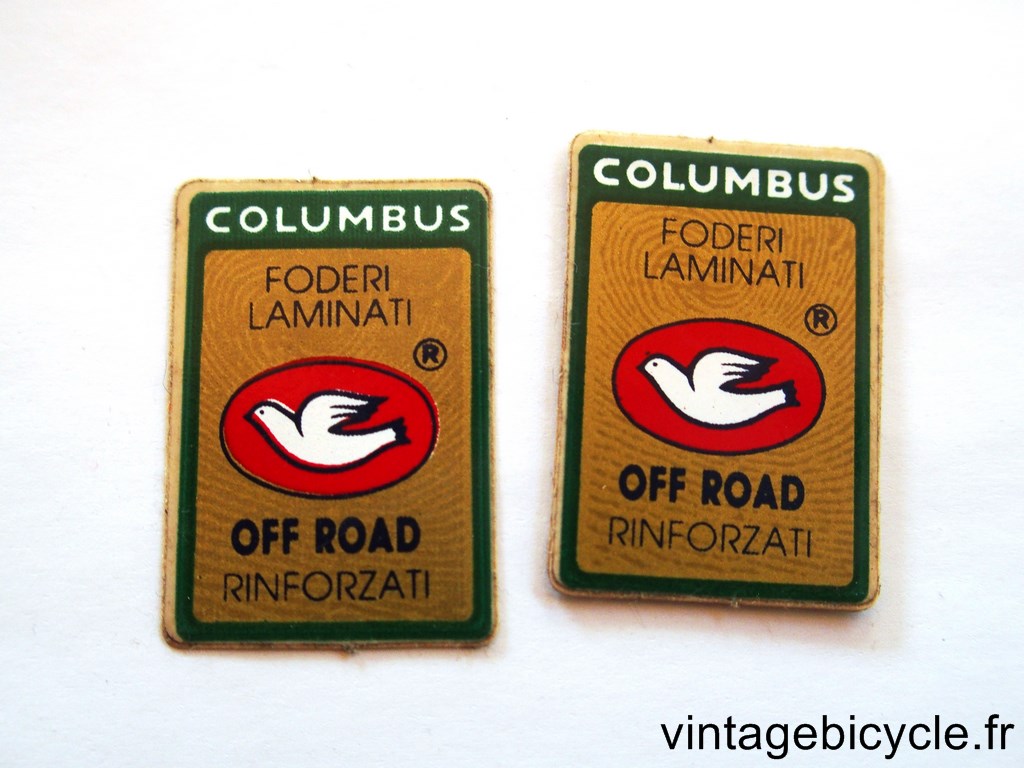 COLUMBUS
FODERI
LAMINATI
®
OFF ROAD
RINFORZATI
COLUMBUS
FODERI
LAMINATI
®
OFF ROAD
RINFORZATI
vintagebicycle.fr